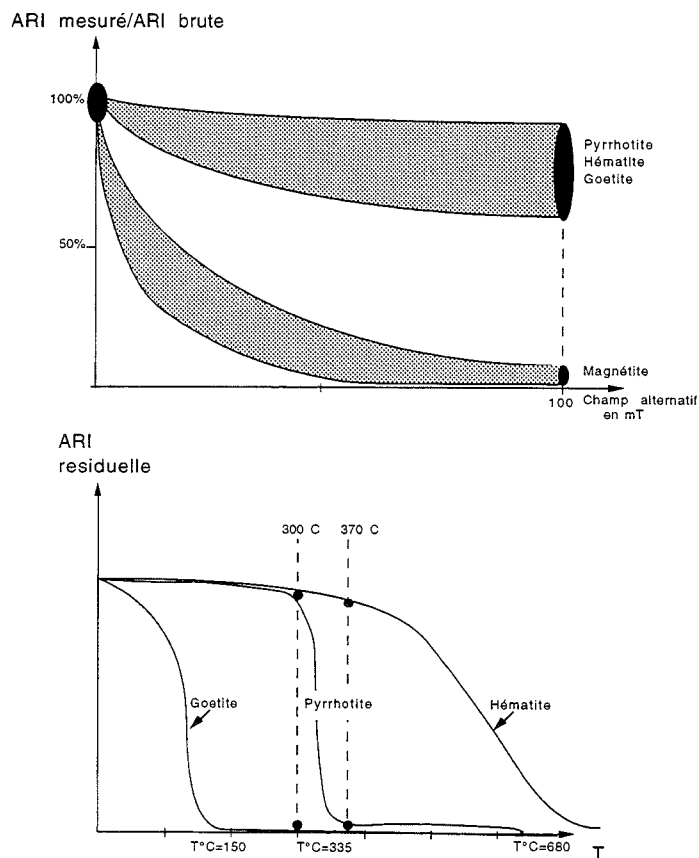 ARI mesuré/ARI brute
100%
Pyrrhotite
Hématite
Goetite
50%
Magnétite
100
Champ alternatif
en mT
ARI
residuelle
300 C
370 C
Goetite
Pyrrhotite
Hématite
T°C=150
T°C=335
T°C=680
T